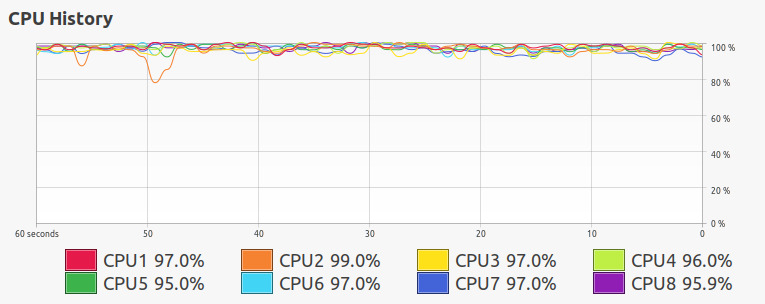 CPU History
100 %
80 %
60 %
40 %
20 %
0 %
60 seconds 50 40 30 20 10 0
CPU1 97.0% CPU2 99.0% CPU3 97.0% CPU4 96.0%
CPU5 95.0% CPU6 97.0% CPU7 97.0% CPU8 95.9%